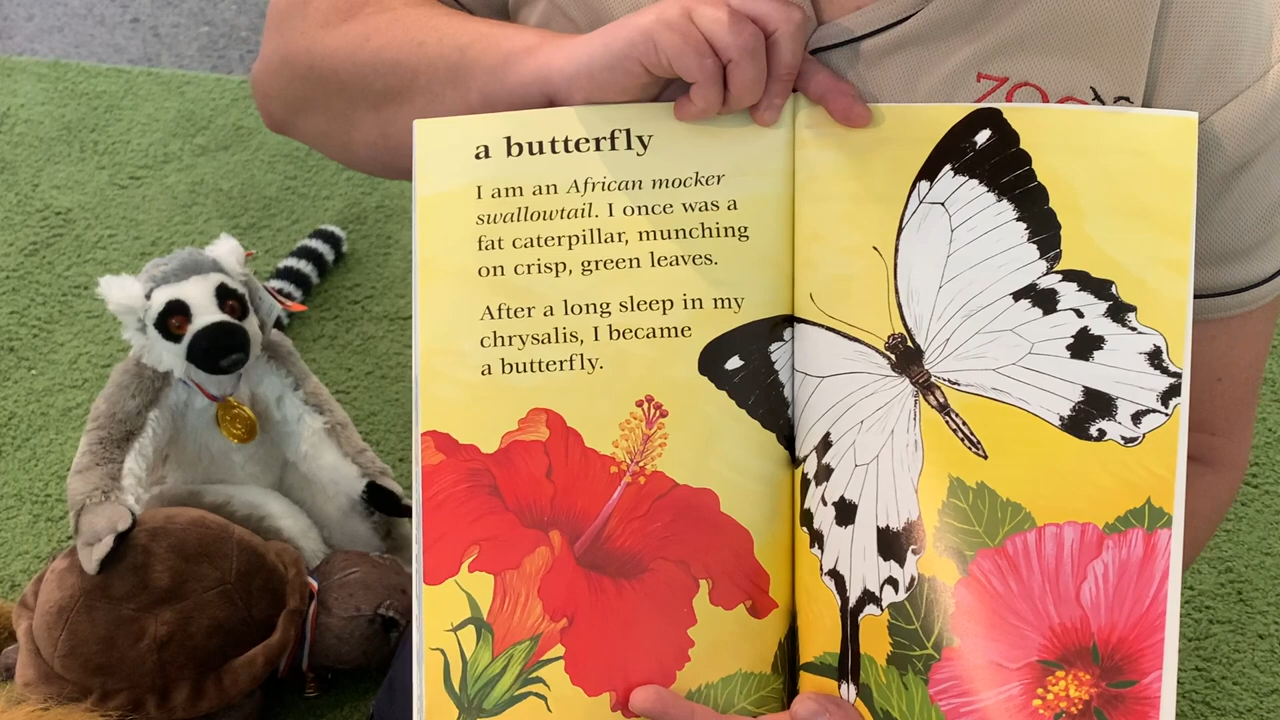 zoo
a butterfly
I am an African mocker
swallowtail. I once was a
fat caterpillar, munching
on crisp, green leaves.
After a long sleep in my
chrysalis, I became
a butterfly.